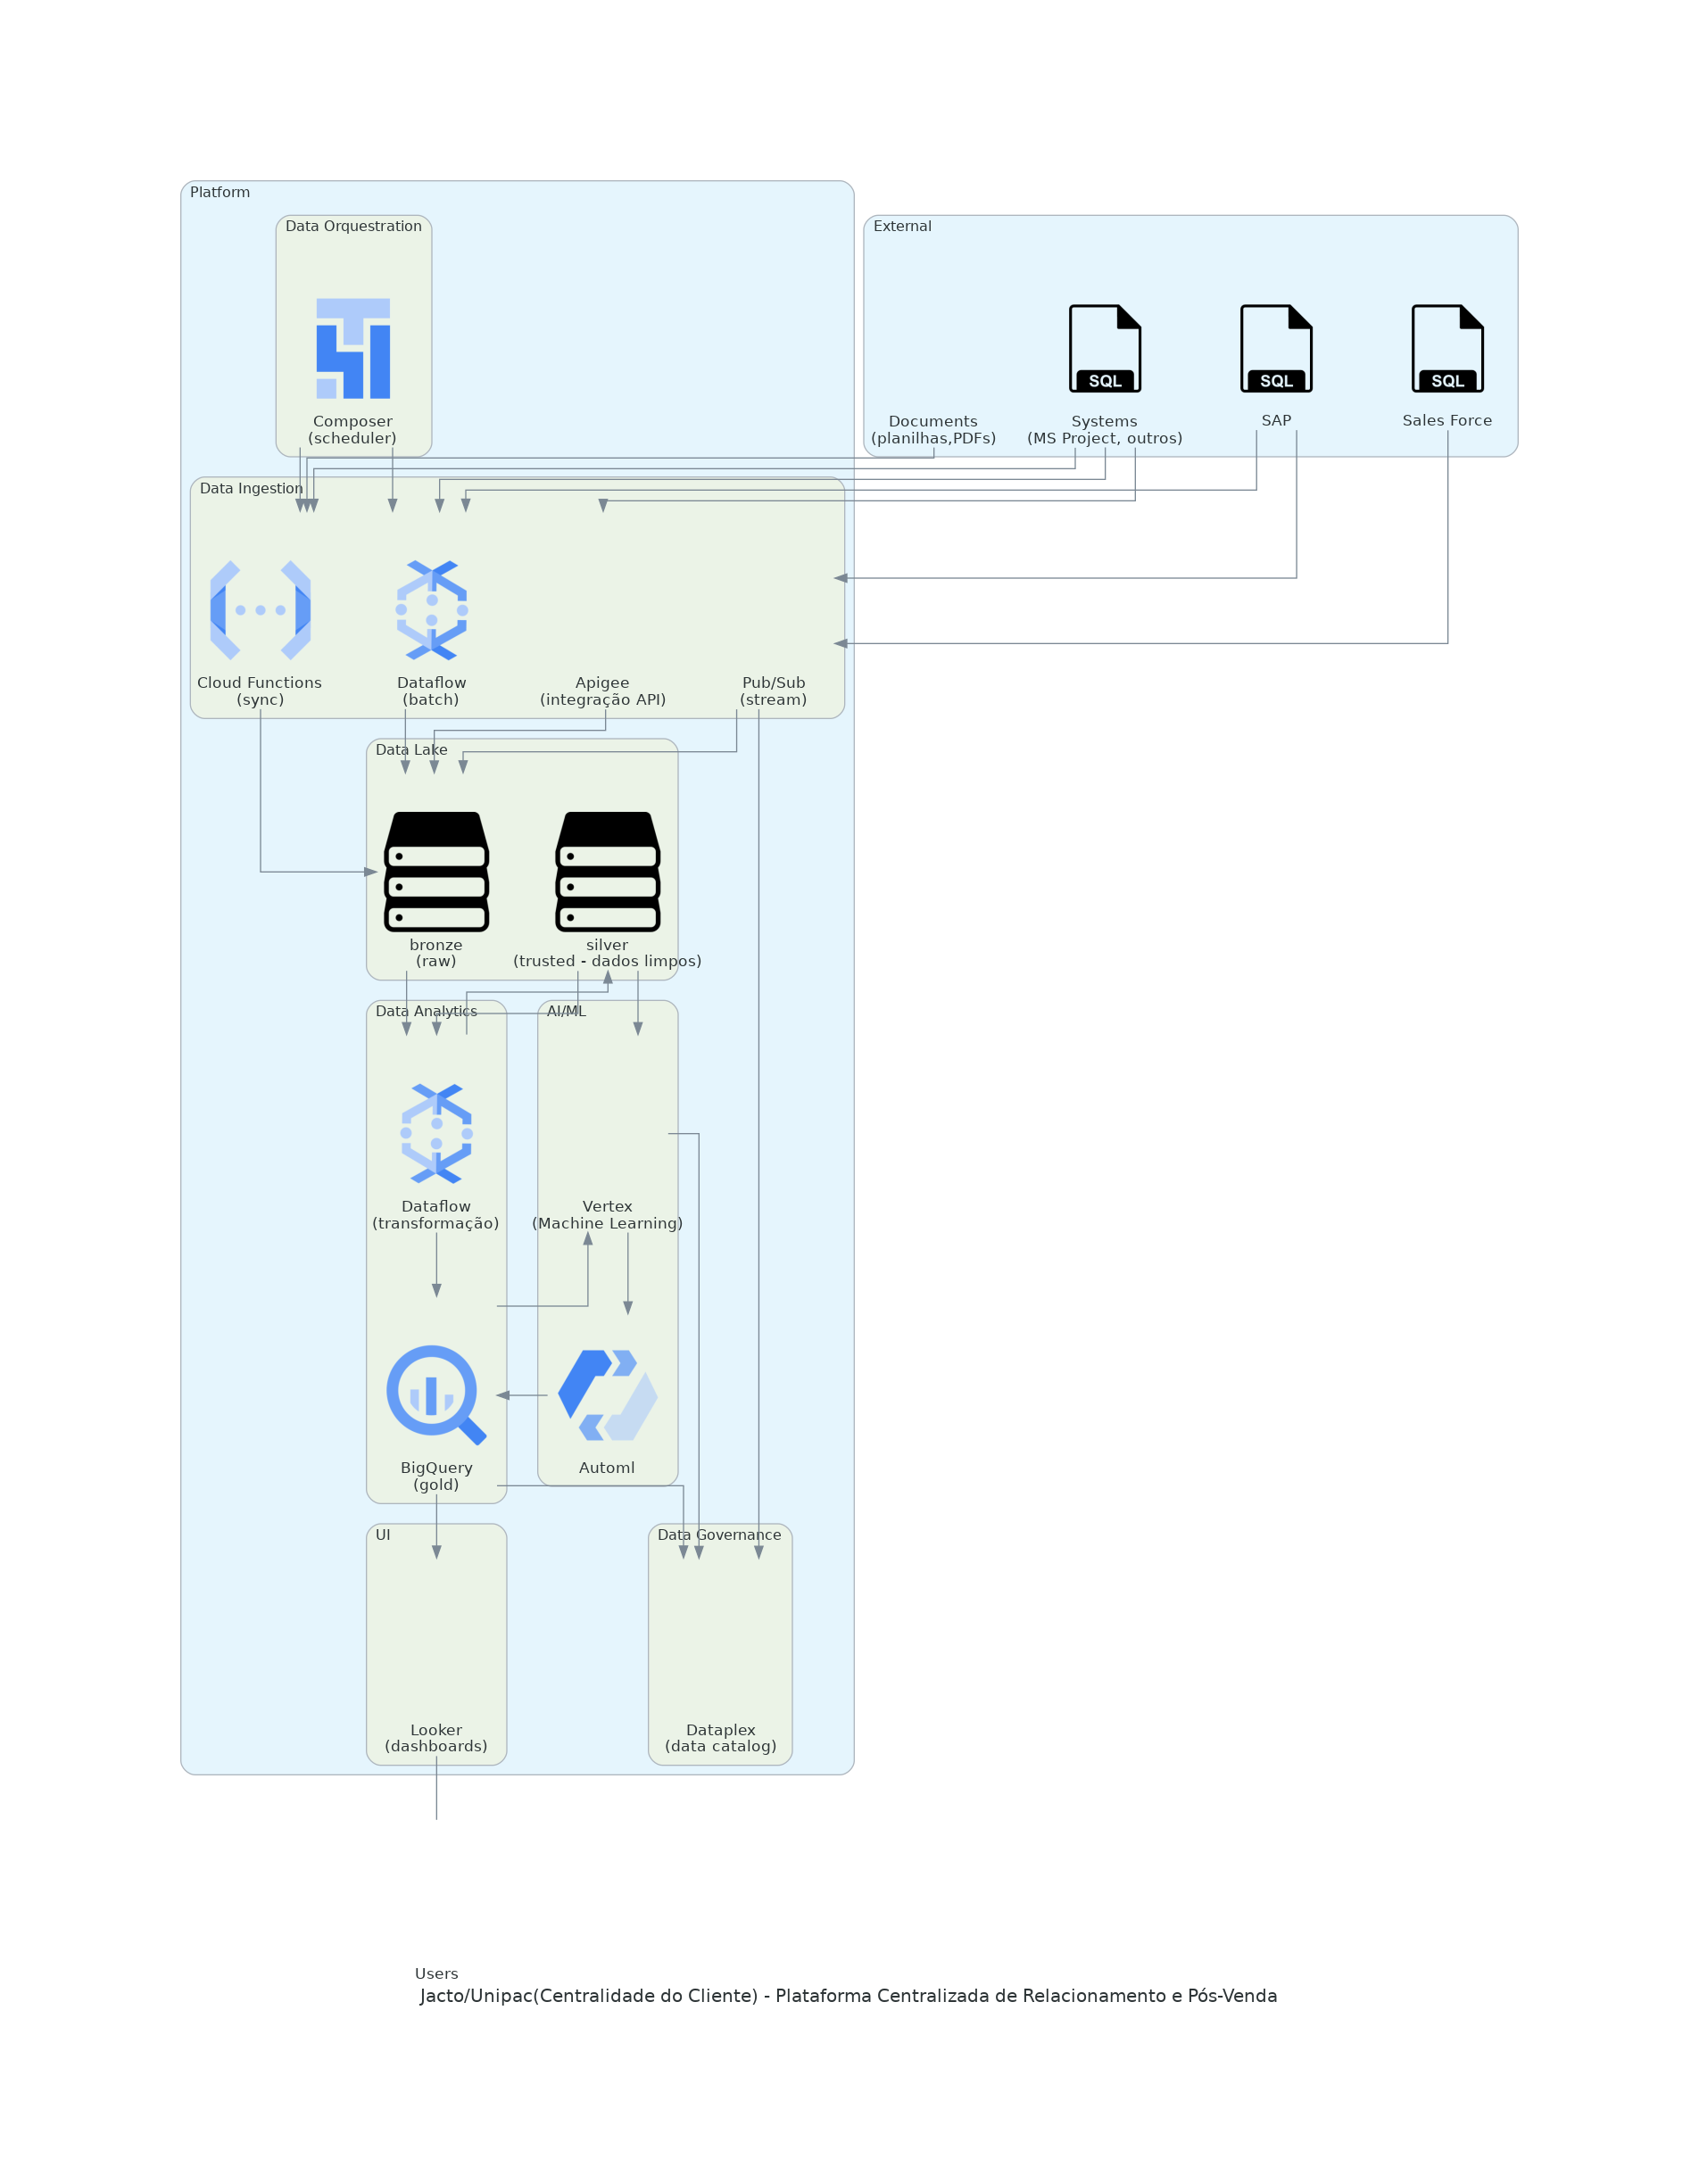 Platform
Data Orquestration
Composer
(scheduler)
External
Documents
(planilhas,PDFs)
SQL
Systems
(MS Project, outros)
SQL
SAP
SQL
Sales Force
Data Ingestion
Cloud Functions
(sync)
Dataflow
(batch)
Apigee
(integração API)
Pub/Sub
(stream)
Data Lake
bronze
(raw)
silver
(trusted - dados limpos)
Data Analytics
AI/ML
Dataflow
(transformação)
Vertex
(Machine Learning)
BigQuery
(gold)
Automl
UI
Data Governance
Looker
(dashboards)
Dataplex
(data catalog)
Users
Jacto/Unipac(Centralidade do Cliente) - Plataforma Centralizada de Relacionamento e Pós-Venda